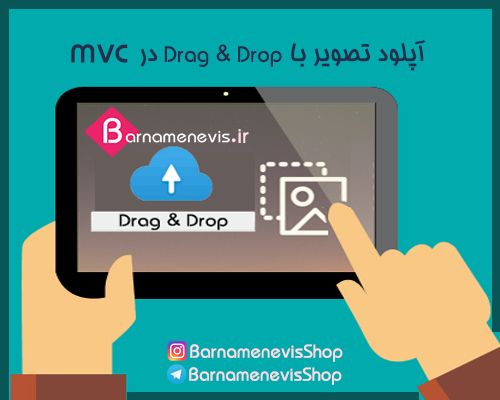 آپلود تصویر با Drag & Drop در mvc
Barnamenevis.ir
Drag & Drop
BarnamenevisShop
BarnamenevisShop